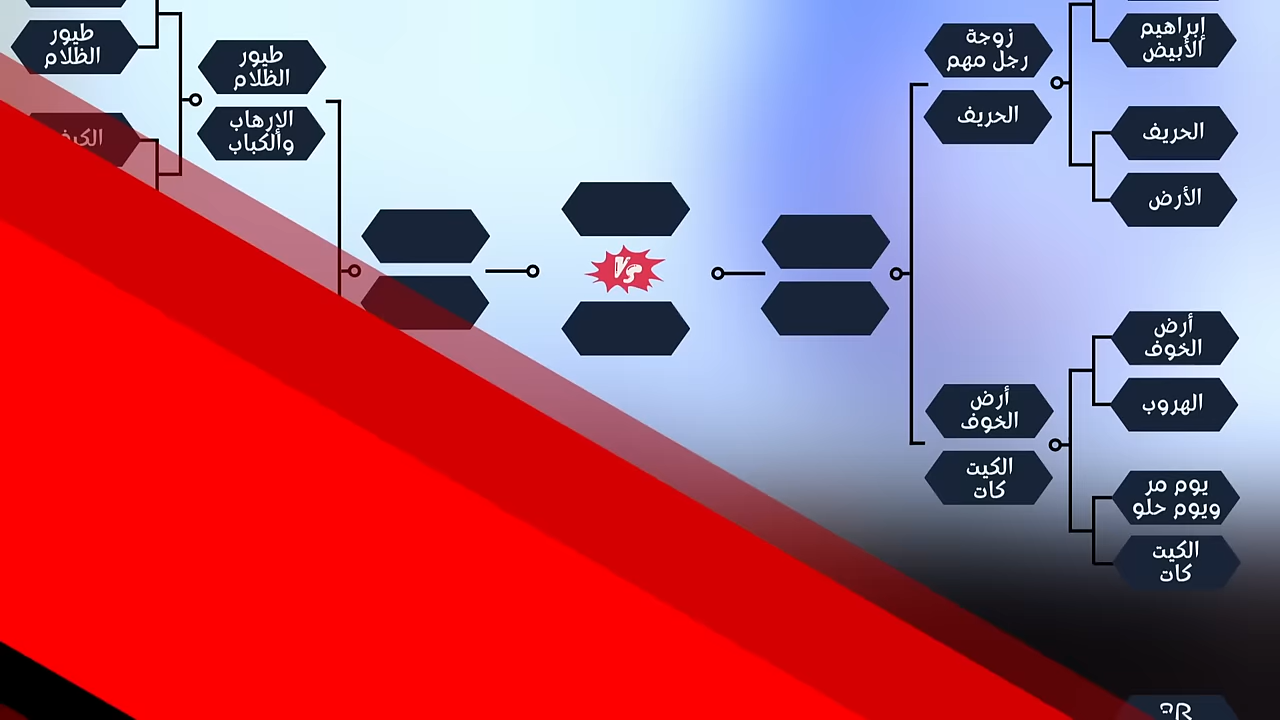 طيور
الظلام
طيور
الظلام
الإرهاب
والكباب
VS
زوجة
رجل مهم
الحريف
إبراهيم
الأبيض
الحريف
الأرض
أرض
الخوف
الهروب
أرض
الخوف
الكيت
كات
يوم مر
ويوم حلو
الكيت
كات